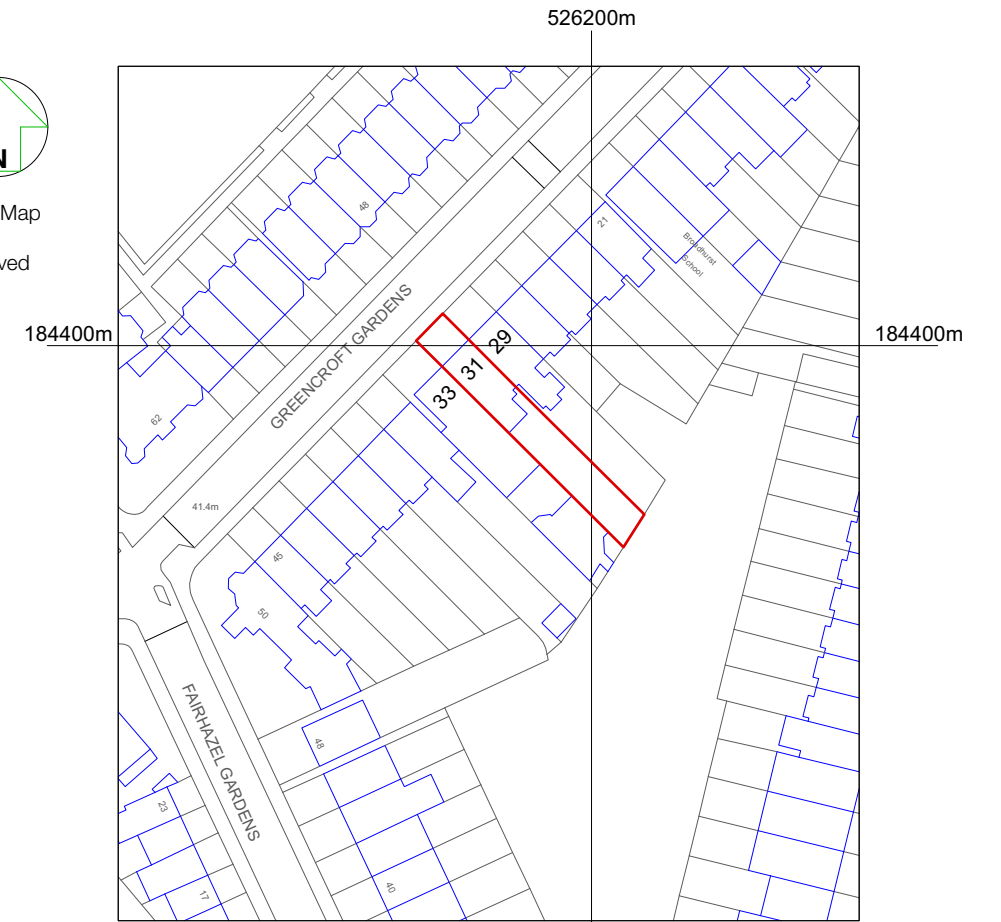 526200m
N
Map
ved
184400m
184400m
48
21
Broadhurst
School
GREENCROFT GARDENS
29
31
33
62
41.4m
45
50
FAIRHAZEL GARDENS
48
23
40
17